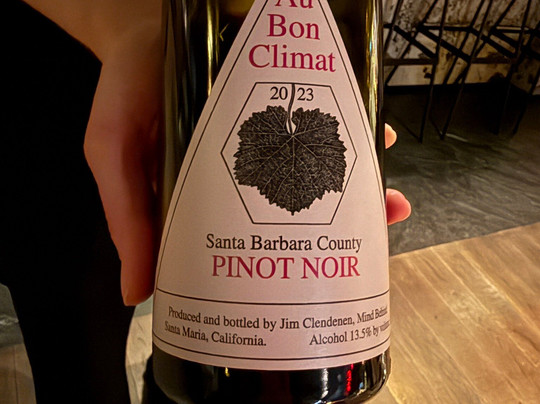 Au
Bon
Climat
2023
Santa Barbara County
PINOT NOIR
Produced and bottled by Jim Clendenen, Mind Behind
Santa Maria, California. Alcohol 13.5% by